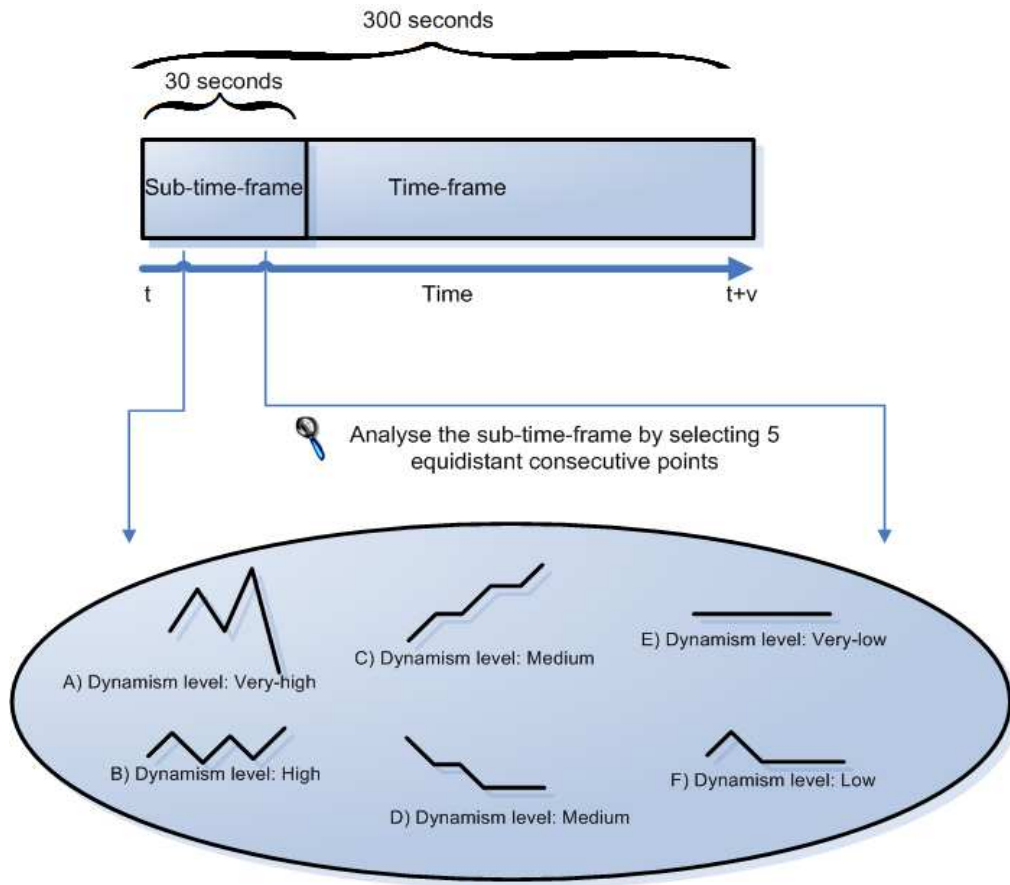 300 seconds
30 seconds
Sub-time-frame
Time-frame
t
Time
t+v
Analyse the sub-time-frame by selecting 5
equidistant consecutive points
A) Dynamism level: Very-high
C) Dynamism level: Medium
E) Dynamism level: Very-low
B) Dynamism level: High
D) Dynamism level: Medium
F) Dynamism level: Low